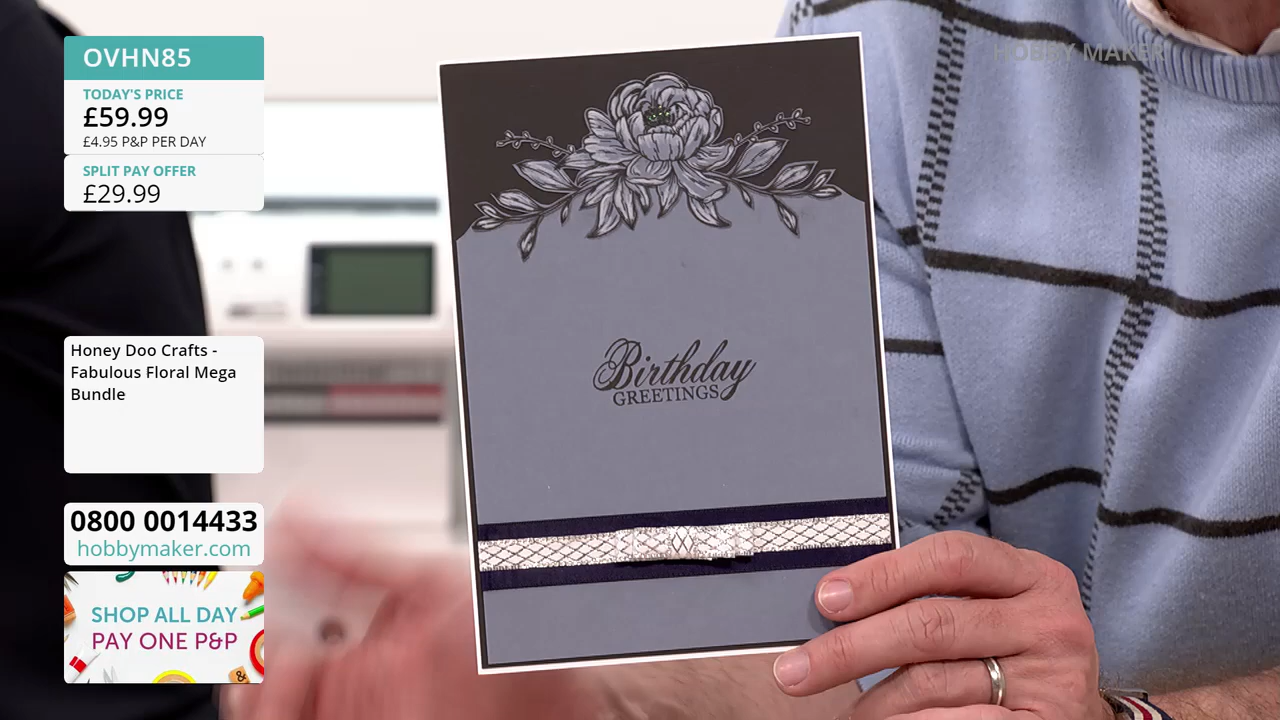 OVHN85
TODAY'S PRICE
£59.99
£4.95 P&P PER DAY
SPLIT PAY OFFER
£29.99
Honey Doo Crafts -
Fabulous Floral Mega
Bundle
0800 0014433
hobbymaker.com
SHOP ALL DAY
PAY ONE P&P
&
HOBBY MAKER
Birthday
GREETINGS